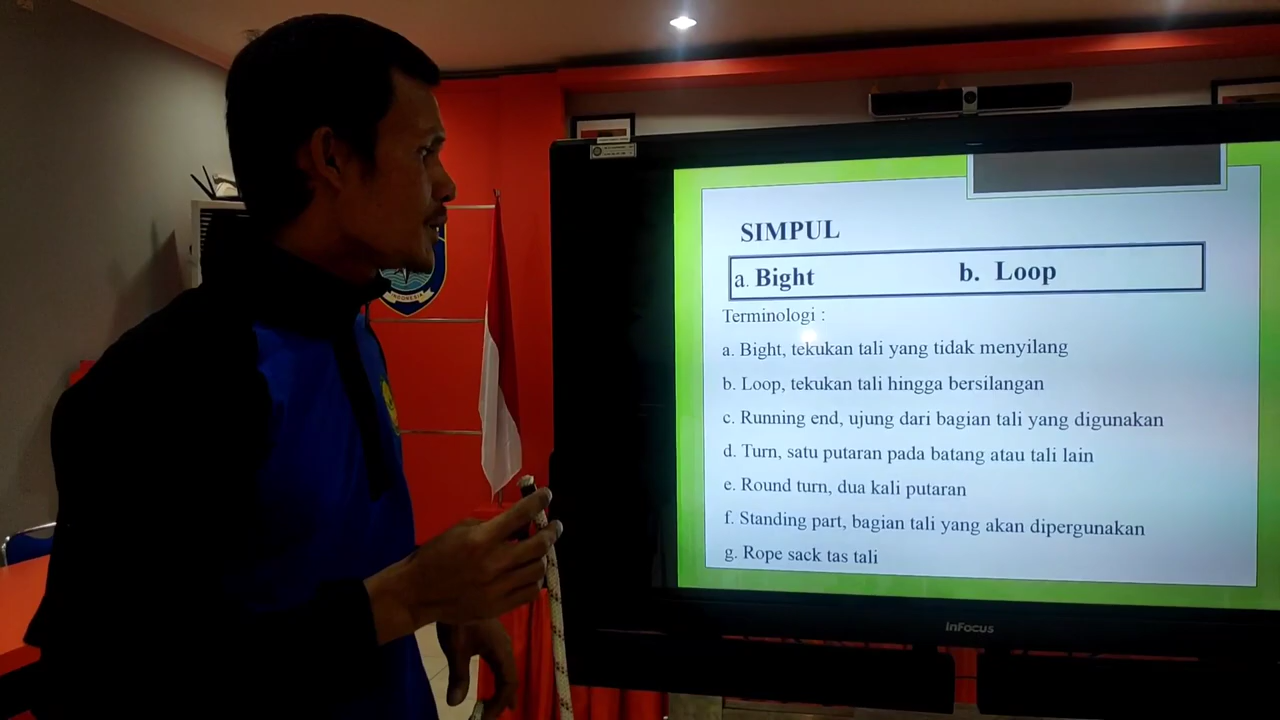 SIMPUL
a. Bight b. Loop
Terminologi :
a. Bight, tekukan tali yang tidak menyilang
b. Loop, tekukan tali hingga bersilangan
c. Running end, ujung dari bagian tali yang digunakan
d. Turn, satu putaran pada batang atau tali lain
e. Round turn, dua kali putaran
f. Standing part, bagian tali yang akan dipergunakan
g. Rope sack tas tali
InFocus
INDONESIA